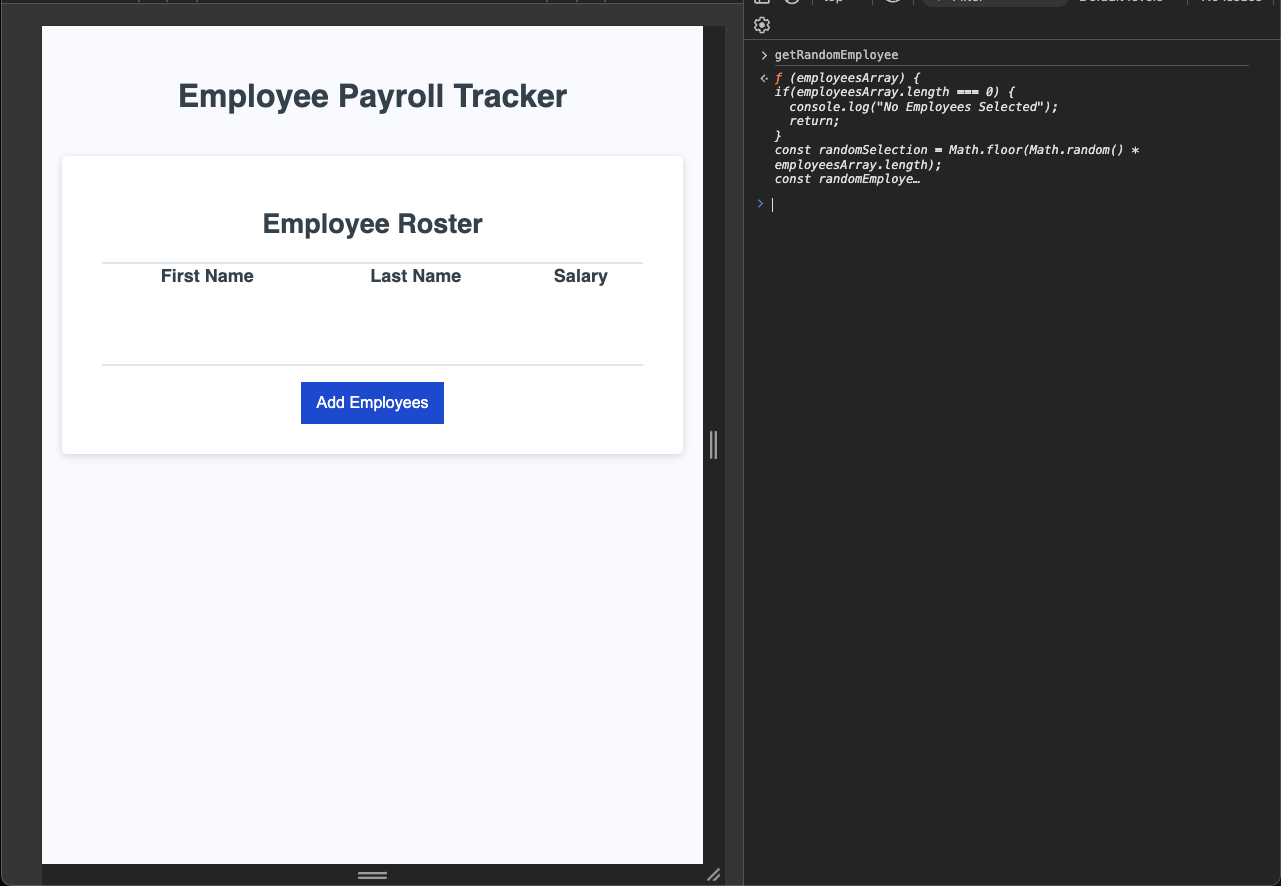 Employee Payroll Tracker
Employee Roster
First Name Last Name Salary
Add Employees
> getRandomEmployee
ƒ (employeesArray) {
if(employeesArray.length === 0) {
console.log("No Employees Selected");
return;
}
const randomSelection = Math.floor(Math.random() *
employeesArray.length);
const randomEmploye…
>